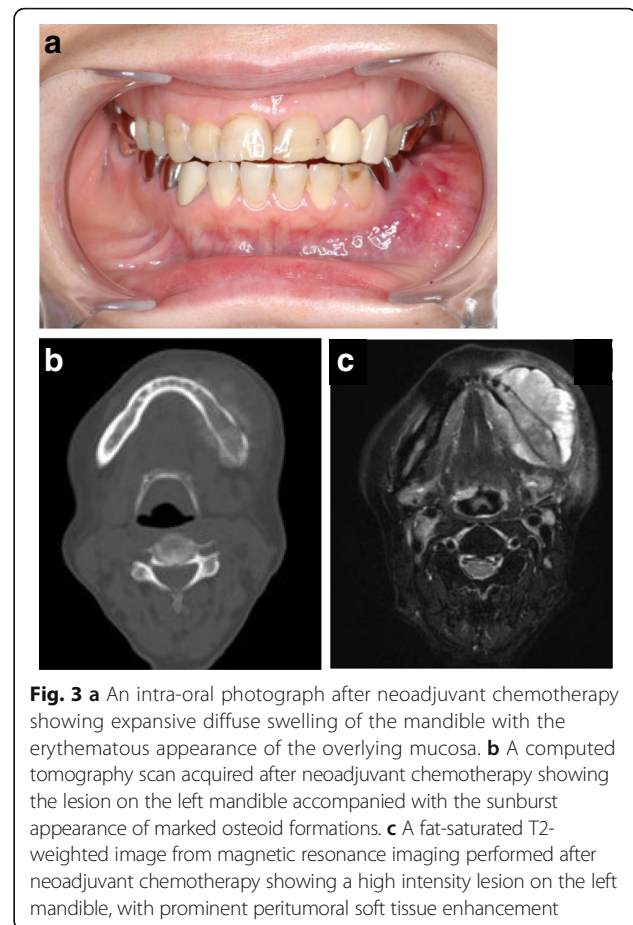 a
b
c
Fig. 3 a An intra-oral photograph after neoadjuvant chemotherapy
showing expansive diffuse swelling of the mandible with the
erythematous appearance of the overlying mucosa. b A computed
tomography scan acquired after neoadjuvant chemotherapy showing
the lesion on the left mandible accompanied with the sunburst
appearance of marked osteoid formations. c A fat-saturated T2-
weighted image from magnetic resonance imaging performed after
neoadjuvant chemotherapy showing a high intensity lesion on the left
mandible, with prominent peritumoral soft tissue enhancement